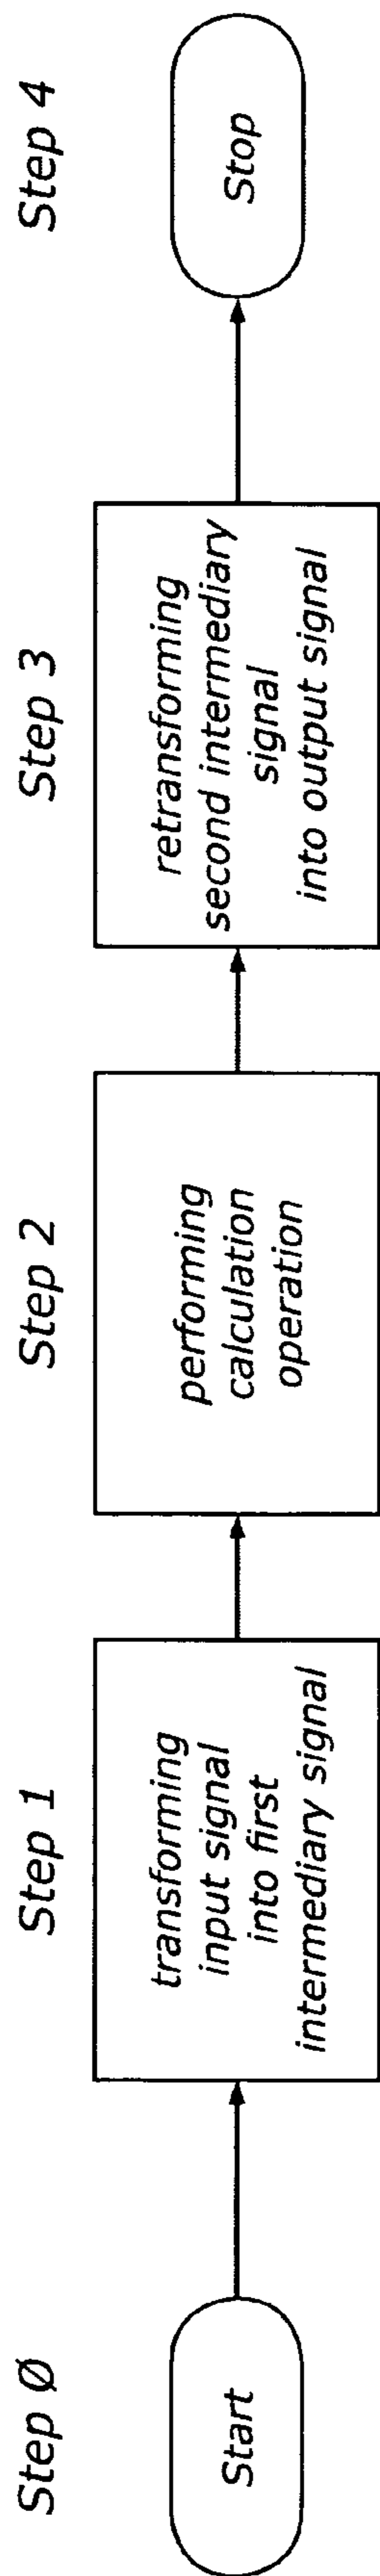 Step Ø
Start
Step 1
transforming
input signal
into first
intermediary signal
Step 2
performing
calculation
operation
Step 3
retransforming
second intermediary
signal
into output signal
Step 4
Stop